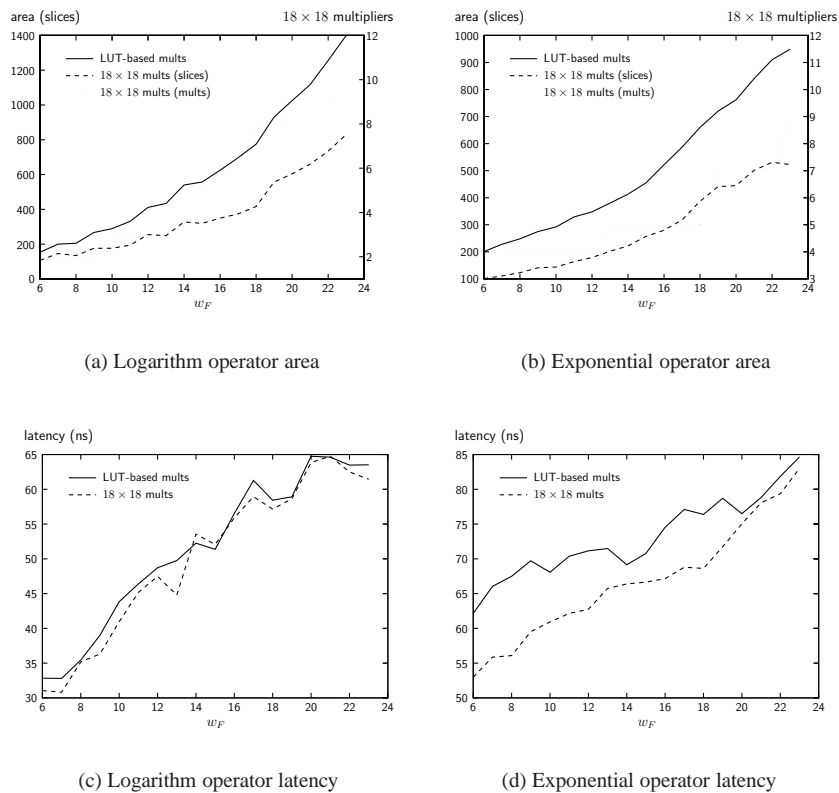 area (slices) 18 × 18 multipliers
1400 12
LUT-based mults
1200
18 × 18 mults (slices)
10
18 × 18 mults (mults)
1000
8
800
600 6
400 4
200 2
0
6 8 10 12 14 16 18 20 22 24
w_F
(a) Logarithm operator area
area (slices) 18 × 18 multipliers
1000 12
LUT-based mults
900 11
18 × 18 mults (slices)
800 10
18 × 18 mults (mults)
700 9
600 8
500 7
400 6
300 5
200 4
100 3
6 8 10 12 14 16 18 20 22 24
w_F
(b) Exponential operator area
latency (ns)
65
LUT-based mults
60
18 × 18 mults
55
50
45
40
35
30
6 8 10 12 14 16 18 20 22 24
w_F
(c) Logarithm operator latency
latency (ns)
85
LUT-based mults
80
18 × 18 mults
75
70
65
60
55
50
6 8 10 12 14 16 18 20 22 24
w_F
(d) Exponential operator latency